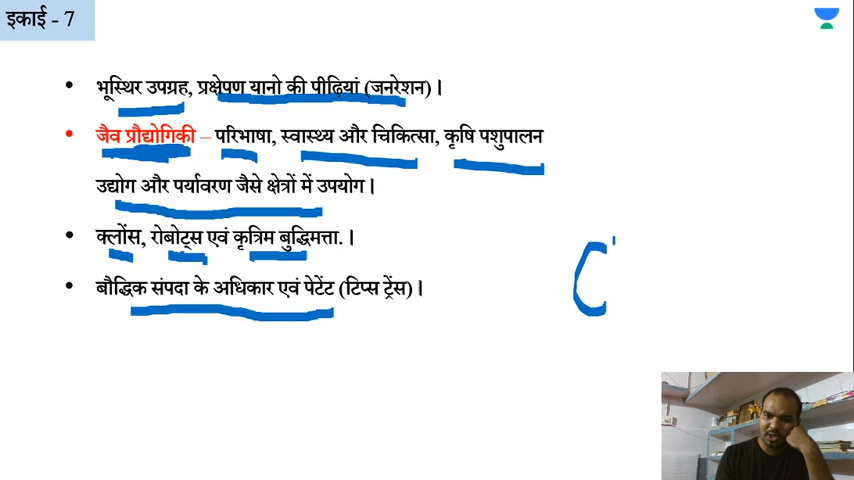 इकाई - 7
• भूस्थिर उपग्रह, प्रक्षेपण यानो की पीढ़ियां (जनरेशन)।
• जैव प्रौद्योगिकी – परिभाषा, स्वास्थ्य और चिकित्सा, कृषि पशुपालन
उद्योग और पर्यावरण जैसे क्षेत्रों में उपयोग।
• क्लोंस, रोबोट्स एवं कृत्रिम बुद्धिमत्ता.।
• बौद्धिक संपदा के अधिकार एवं पेटेंट (टिप्स ट्रेंस)।
C'